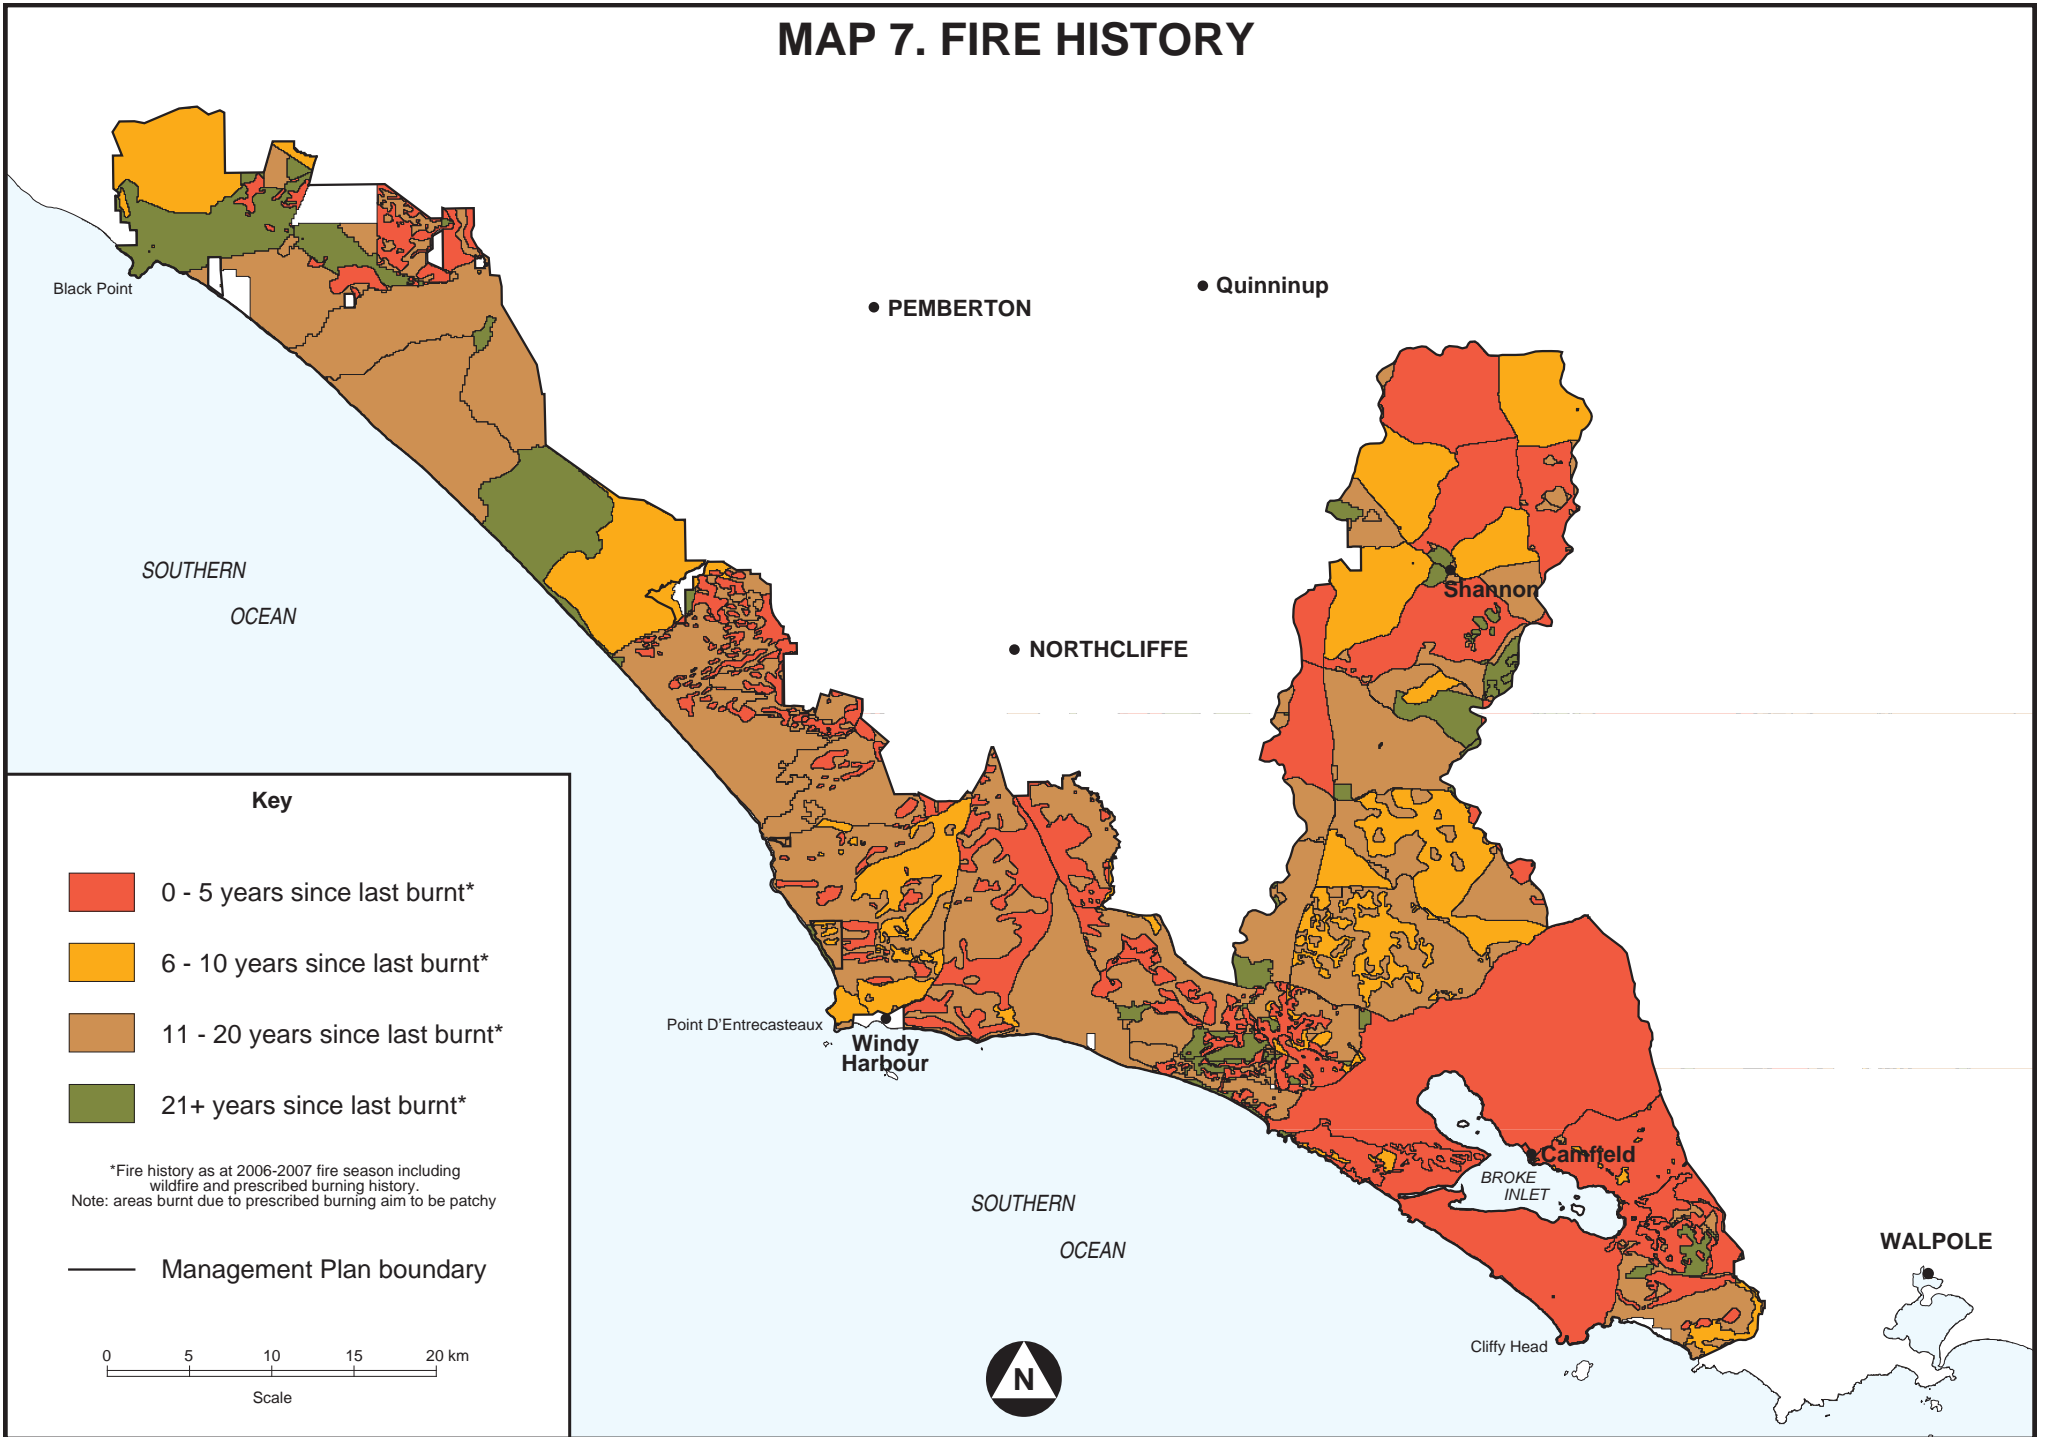 MAP 7. FIRE HISTORY
Black Point
PEMBERTON
Quinninup
SOUTHERN
OCEAN
Shannon
NORTHCLIFFE
Key
0 - 5 years since last burnt*
6 - 10 years since last burnt*
11 - 20 years since last burnt*
21+ years since last burnt*
*Fire history as at 2006-2007 fire season including
wildfire and prescribed burning history.
Note: areas burnt due to prescribed burning aim to be patchy
Management Plan boundary
0 5 10 15 20 km
Scale
Point D'Entrecasteaux
Windy
Harbour
Camfield
BROKE
INLET
SOUTHERN
OCEAN
WALPOLE
Cliffy Head
N